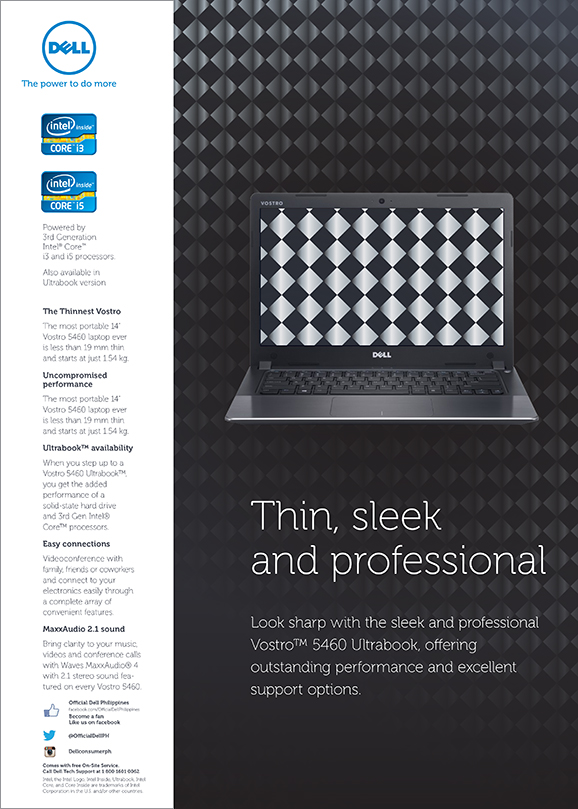 DELL
The power to do more
intel inside™
CORE™ i3
intel inside™
CORE™ i5
Powered by
3rd Generation
Intel® Core™
i3 and i5 processors.
Also available in
Ultrabook version
The Thinnest Vostro
The most portable 14"
Vostro 5460 laptop ever
is less than 19 mm thin
and starts at just 1.54 kg.
Uncompromised
performance
The most portable 14"
Vostro 5460 laptop ever
is less than 19 mm thin
and starts at just 1.54 kg.
Ultrabook™ availability
When you step up to a
Vostro 5460 Ultrabook™,
you get the added
performance of a
solid-state hard drive
and 3rd Gen Intel®
Core™ processors.
Easy connections
Videoconference with
family, friends or coworkers
and connect to your
electronics easily through
a complete array of
convenient features.
MaxxAudio 2.1 sound
Bring clarity to your music,
videos and conference calls
with Waves MaxxAudio® 4
with 2.1 stereo sound fea-
tured on every Vostro 5460.
Official Dell Philippines
Facebook.com/OfficialDellPhilippines
Become a fan
Like us on facebook
@OfficialDellPH
Dellconsumerph
Comes with free On-Site Service.
Call Dell Tech Support at 1 800 1601 0062
Intel, the Intel Logo, Intel Inside, Ultrabook, Intel
Core, and Core Inside are trademarks of Intel
Corporation in the U.S. and/or other countries.
VOSTRO
DELL
Thin, sleek
and professional
Look sharp with the sleek and professional
Vostro™ 5460 Ultrabook, offering
outstanding performance and excellent
support options.